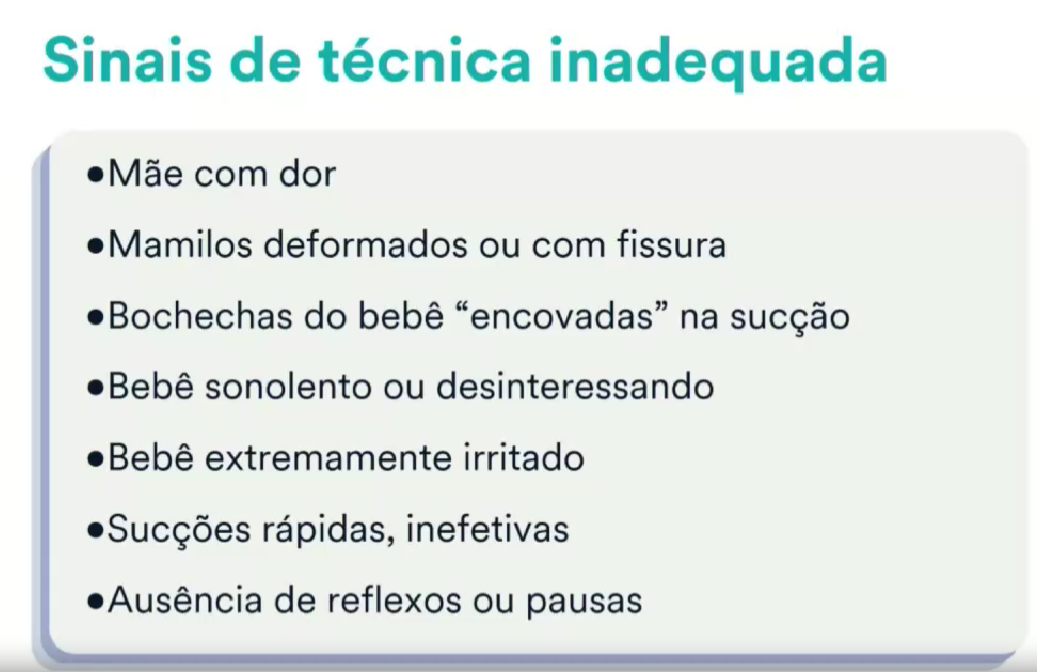 Sinais de técnica inadequada
•Mãe com dor
•Mamilos deformados ou com fissura
•Bochechas do bebê “encovadas” na sucção
•Bebê sonolento ou desinteressando
•Bebê extremamente irritado
•Sucções rápidas, inefetivas
•Ausência de reflexos ou pausas